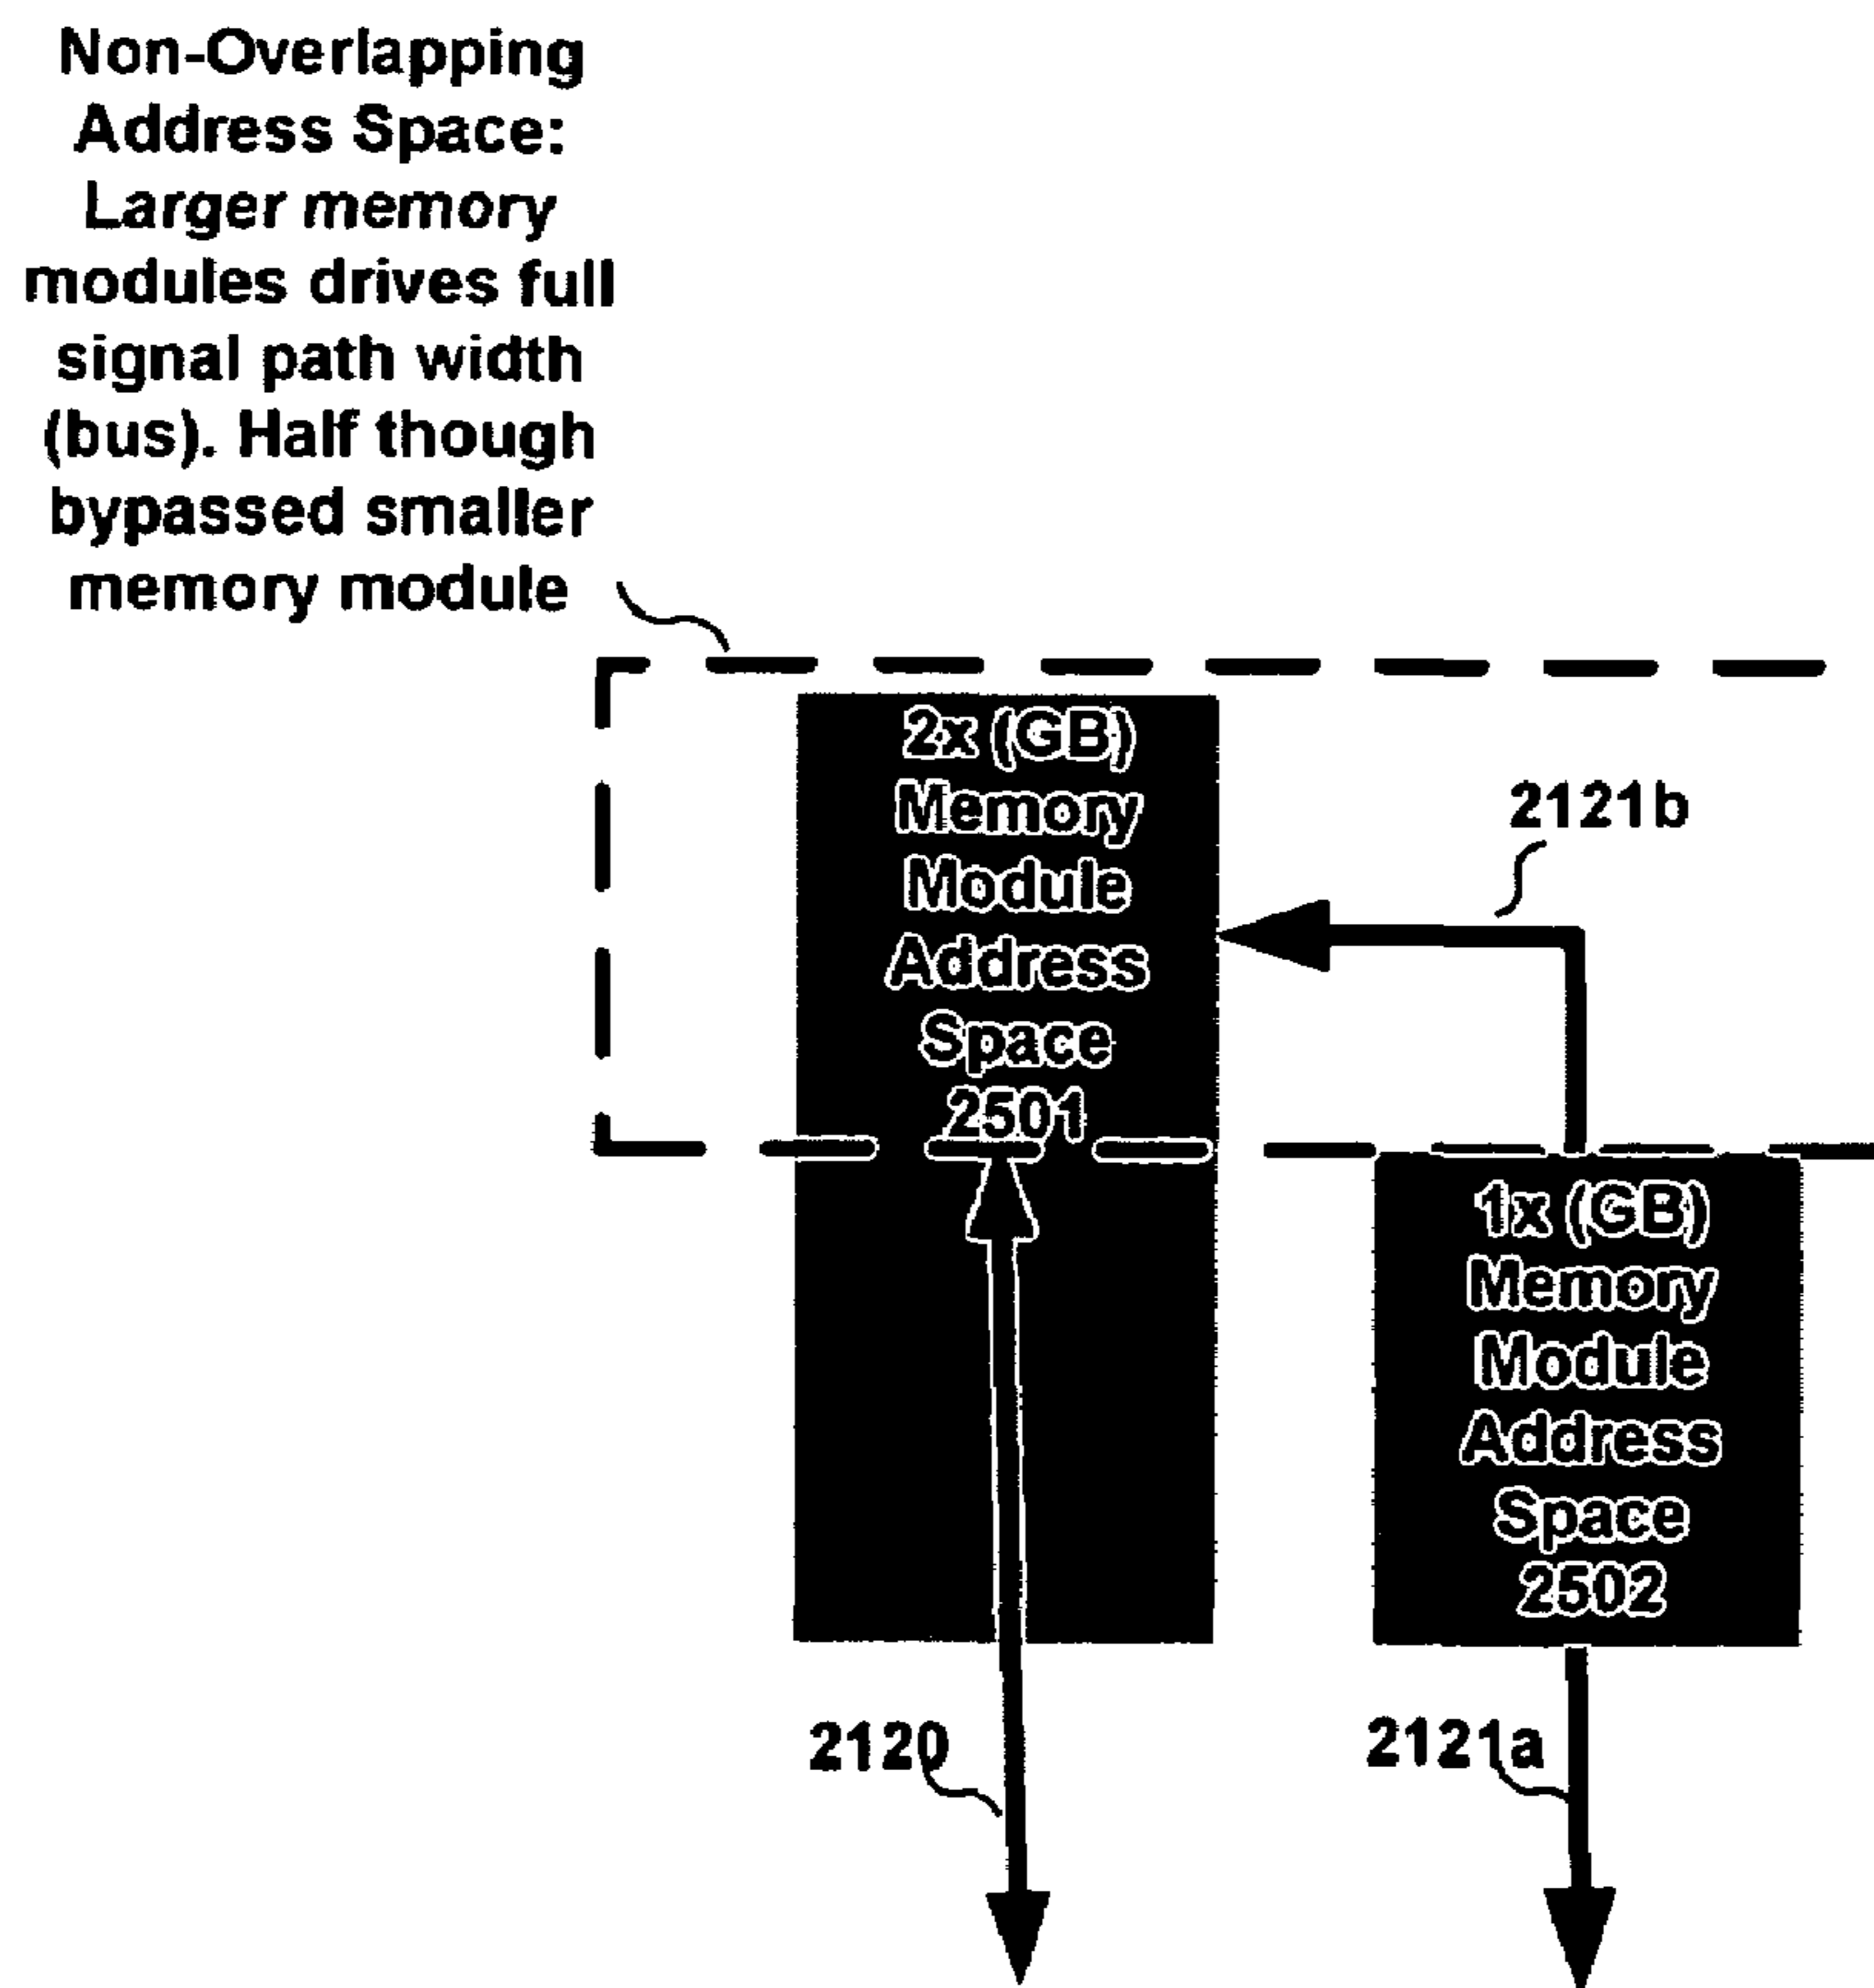 Non-Overlapping
Address Space:
Larger memory
modules drives full
signal path width
(bus). Half though
bypassed smaller
memory module
2x (GB)
Memory
Module
Address
Space
2501
2121b
1x (GB)
Memory
Module
Address
Space
2502
2120
2121a